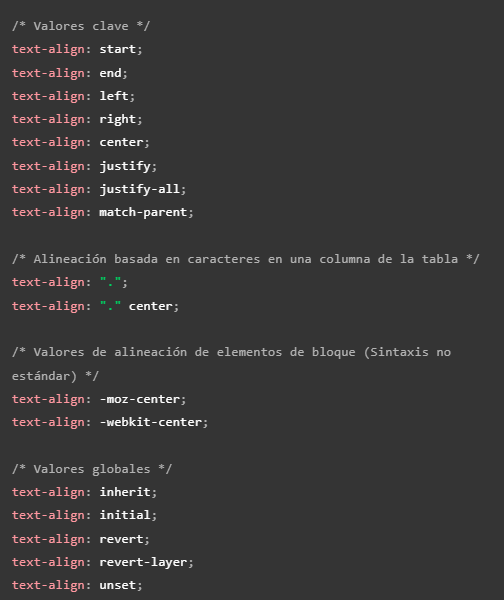 /* Valores clave */
text-align: start;
text-align: end;
text-align: left;
text-align: right;
text-align: center;
text-align: justify;
text-align: justify-all;
text-align: match-parent;
/* Alineación basada en caracteres en una columna de la tabla */
text-align: ".";
text-align: "." center;
/* Valores de alineación de elementos de bloque (Sintaxis no
estándar) */
text-align: -moz-center;
text-align: -webkit-center;
/* Valores globales */
text-align: inherit;
text-align: initial;
text-align: revert;
text-align: revert-layer;
text-align: unset;